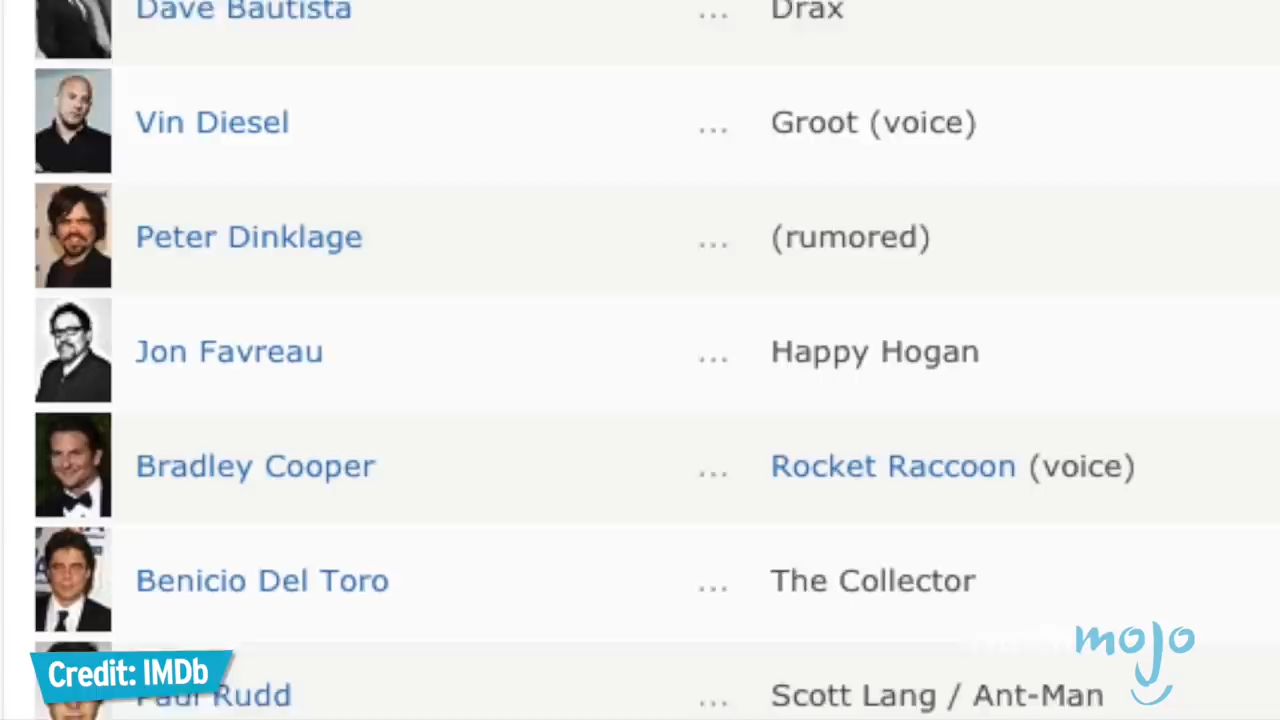 Dave Bautista ... Drax
Vin Diesel ... Groot (voice)
Peter Dinklage ... (rumored)
Jon Favreau ... Happy Hogan
Bradley Cooper ... Rocket Raccoon (voice)
Benicio Del Toro ... The Collector
Paul Rudd ... Scott Lang / Ant-Man
Credit: IMDb
mojo